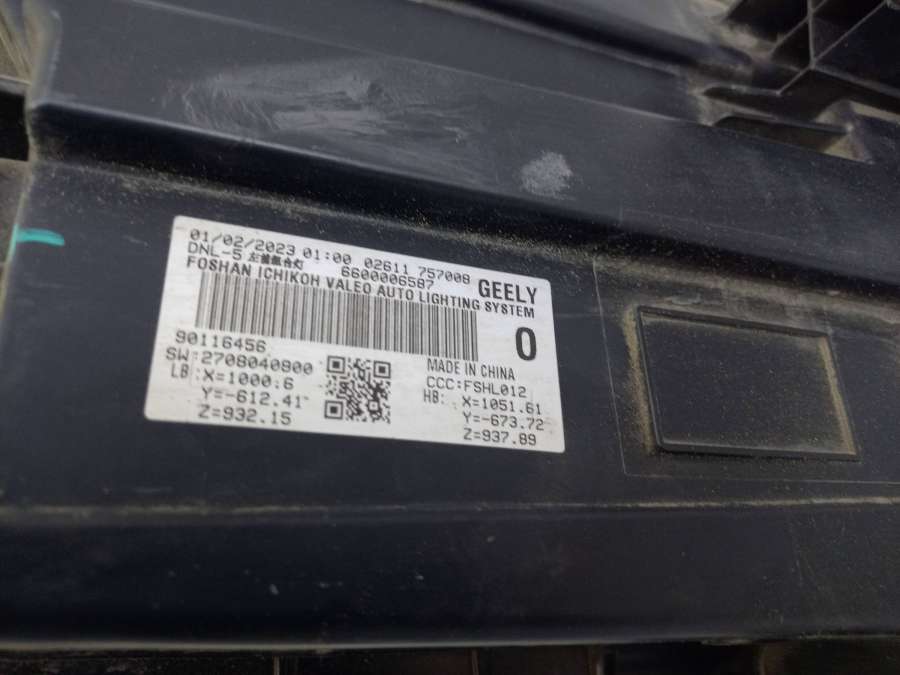 01/02/2023 01:00 02611 757008
DNL-5 左前组合灯 6600006587 GEELY
FOSHAN ICHIKOH VALEO AUTO LIGHTING SYSTEM
0
90116456
SW:2708040900
LB: X=1000.6
Y=-612.41
Z=932.15
MADE IN CHINA
CCC:FSHL012
HB: X=1051.61
Y=-673.72
Z=937.89